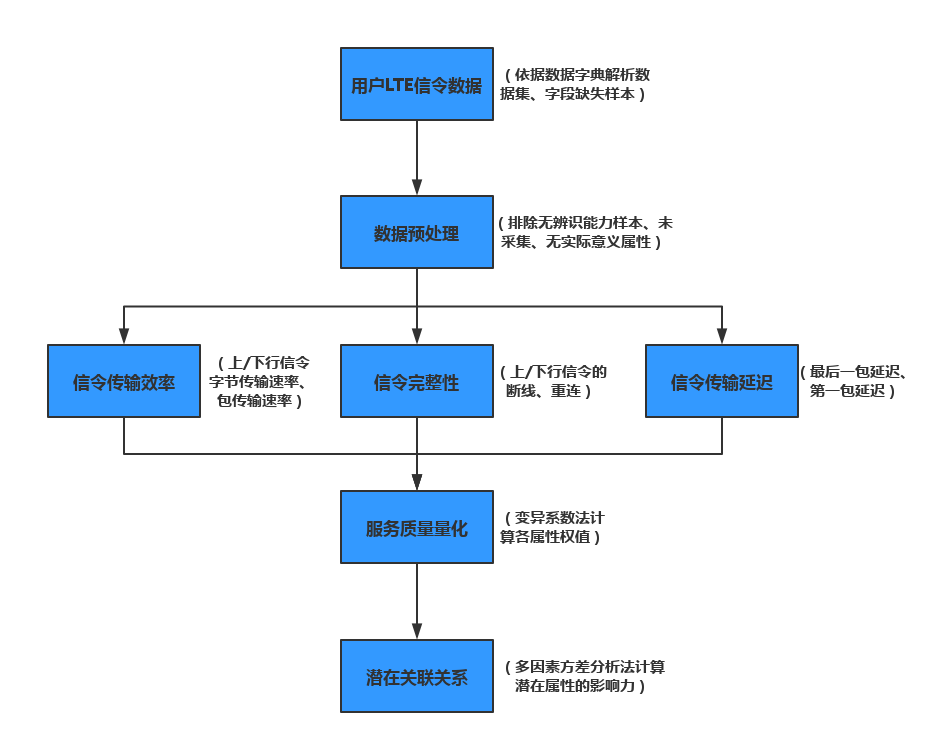 用户LTE信令数据
（依据数据字典解析数
据集、字段缺失样本）
数据预处理
（排除无辨识能力样本、未
采集、无实际意义属性）
信令传输效率
（上/下行信令
字节传输速率、
包传输速率）
信令完整性
（上/下行信令的
断线、重连）
信令传输延迟
（最后一包延迟、
第一包延迟）
服务质量量化
（变异系数法计
算各属性权值）
潜在关联关系
（多因素方差分析法计算
潜在属性的影响力）